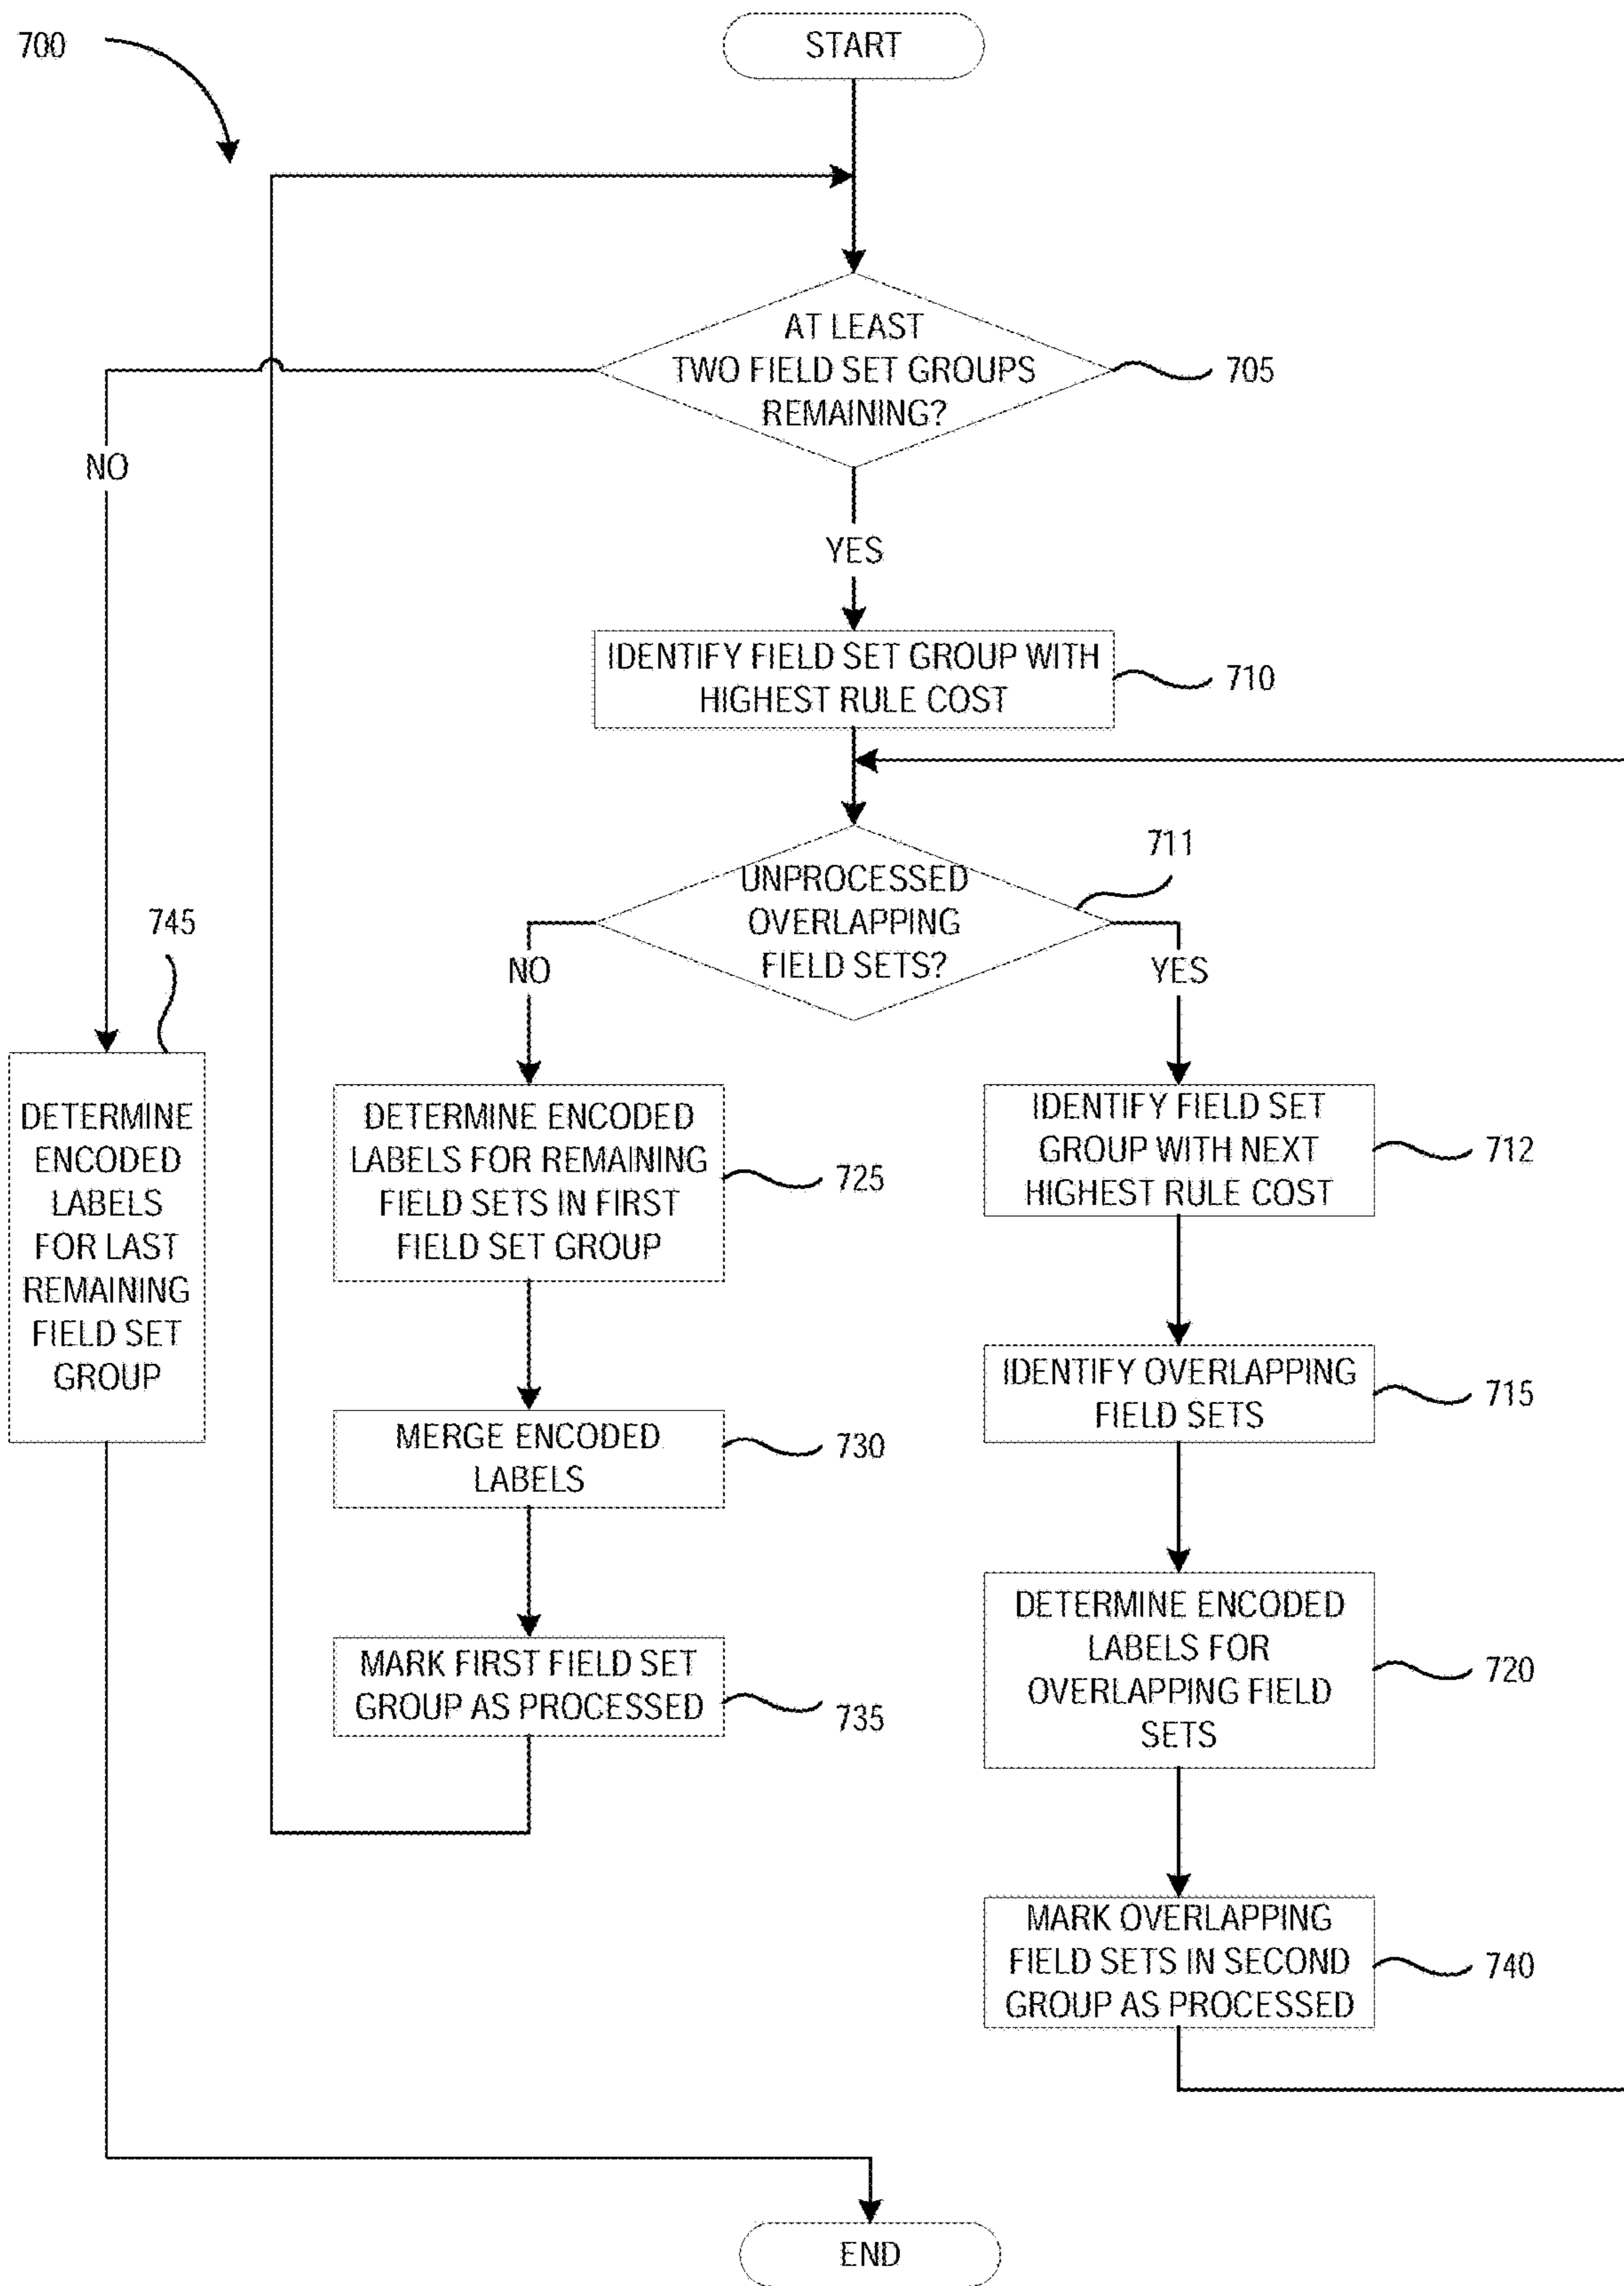 700
START
AT LEAST
TWO FIELD SET GROUPS
REMAINING?
705
NO
YES
IDENTIFY FIELD SET GROUP WITH
HIGHEST RULE COST
710
UNPROCESSED
OVERLAPPING
FIELD SETS?
711
NO
YES
745
DETERMINE
ENCODED
LABELS
FOR LAST
REMAINING
FIELD SET
GROUP
DETERMINE ENCODED
LABELS FOR REMAINING
FIELD SETS IN FIRST
FIELD SET GROUP
725
IDENTIFY FIELD SET
GROUP WITH NEXT
HIGHEST RULE COST
712
IDENTIFY OVERLAPPING
FIELD SETS
715
MERGE ENCODED
LABELS
730
DETERMINE ENCODED
LABELS FOR
OVERLAPPING FIELD
SETS
720
MARK FIRST FIELD SET
GROUP AS PROCESSED
735
MARK OVERLAPPING
FIELD SETS IN SECOND
GROUP AS PROCESSED
740
END